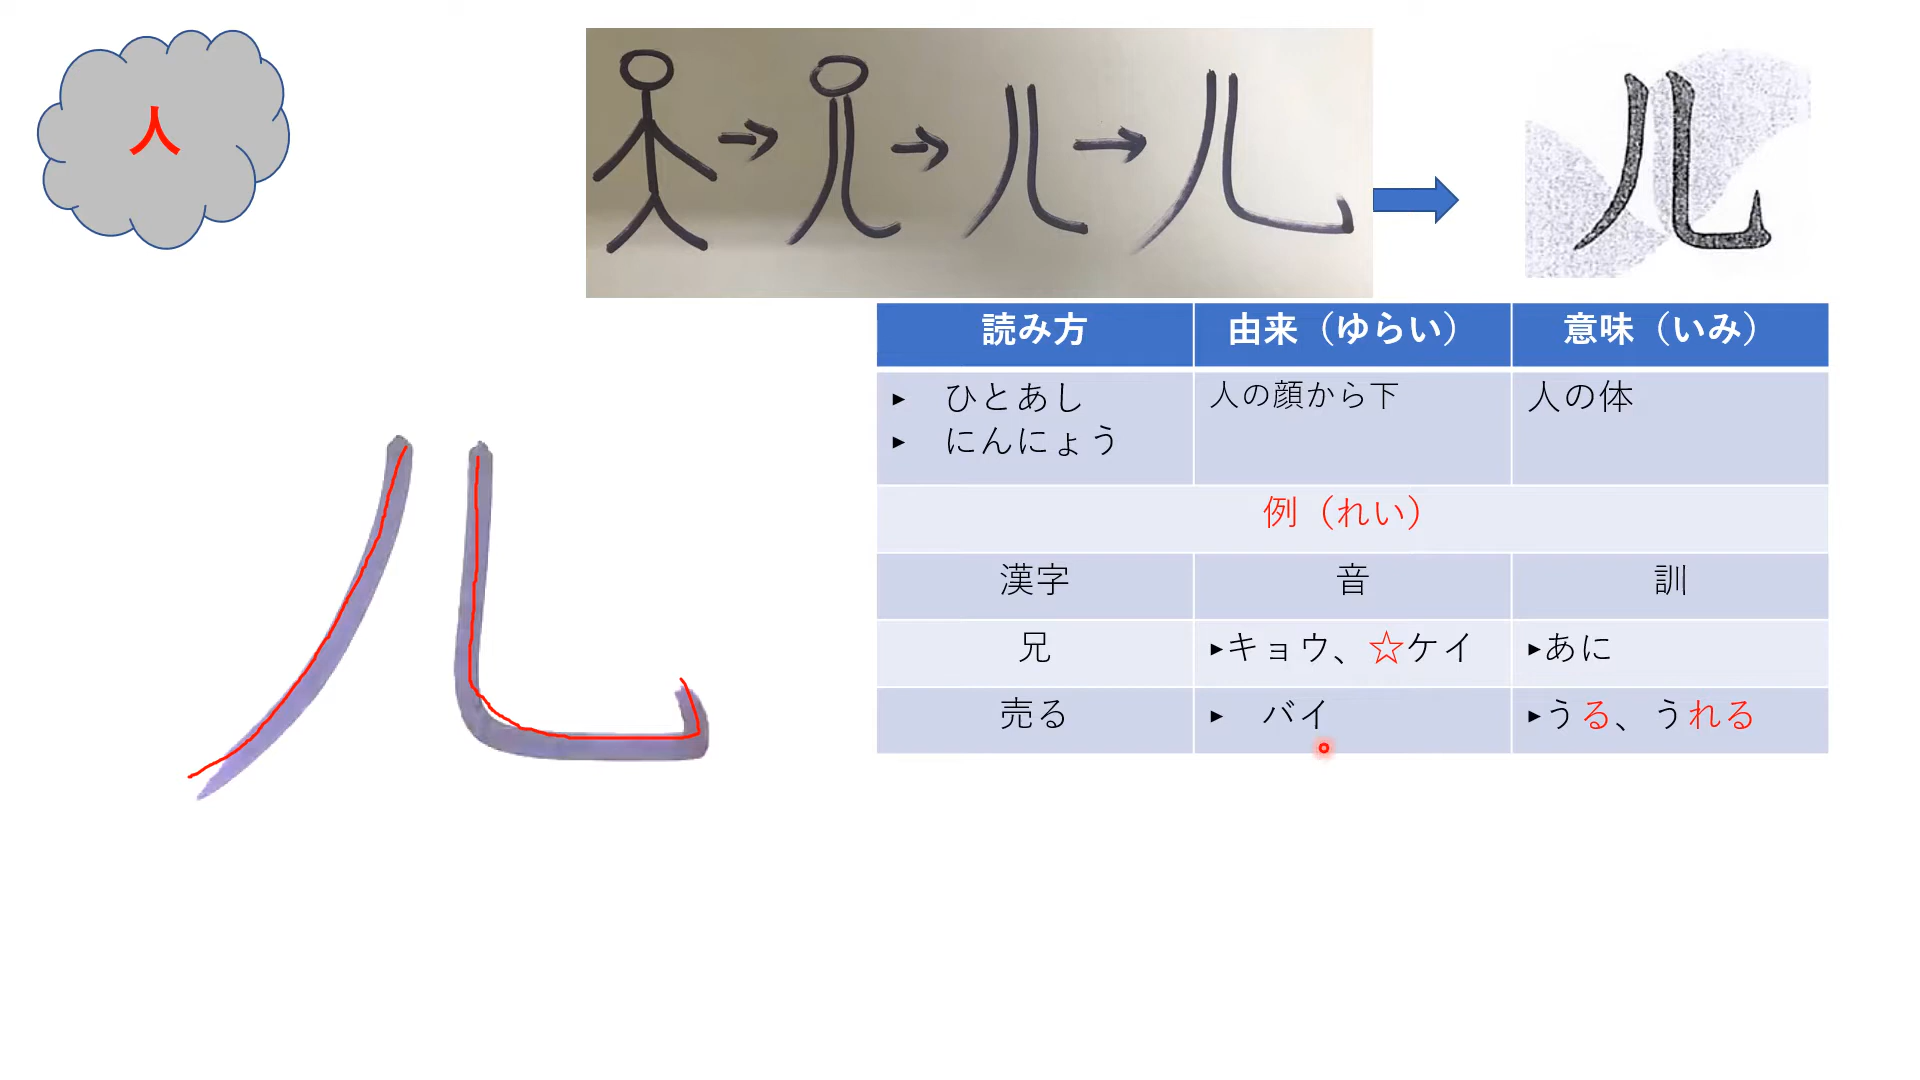 人
儿
読み方 由来（ゆらい） 意味（いみ）
▸ ひとあし
▸ にんにょう
人の顔から下
人の体
例（れい）
漢字 音 訓
兄 ▸キョウ、☆ケイ ▸あに
売る ▸ バイ ▸うる、うれる
儿